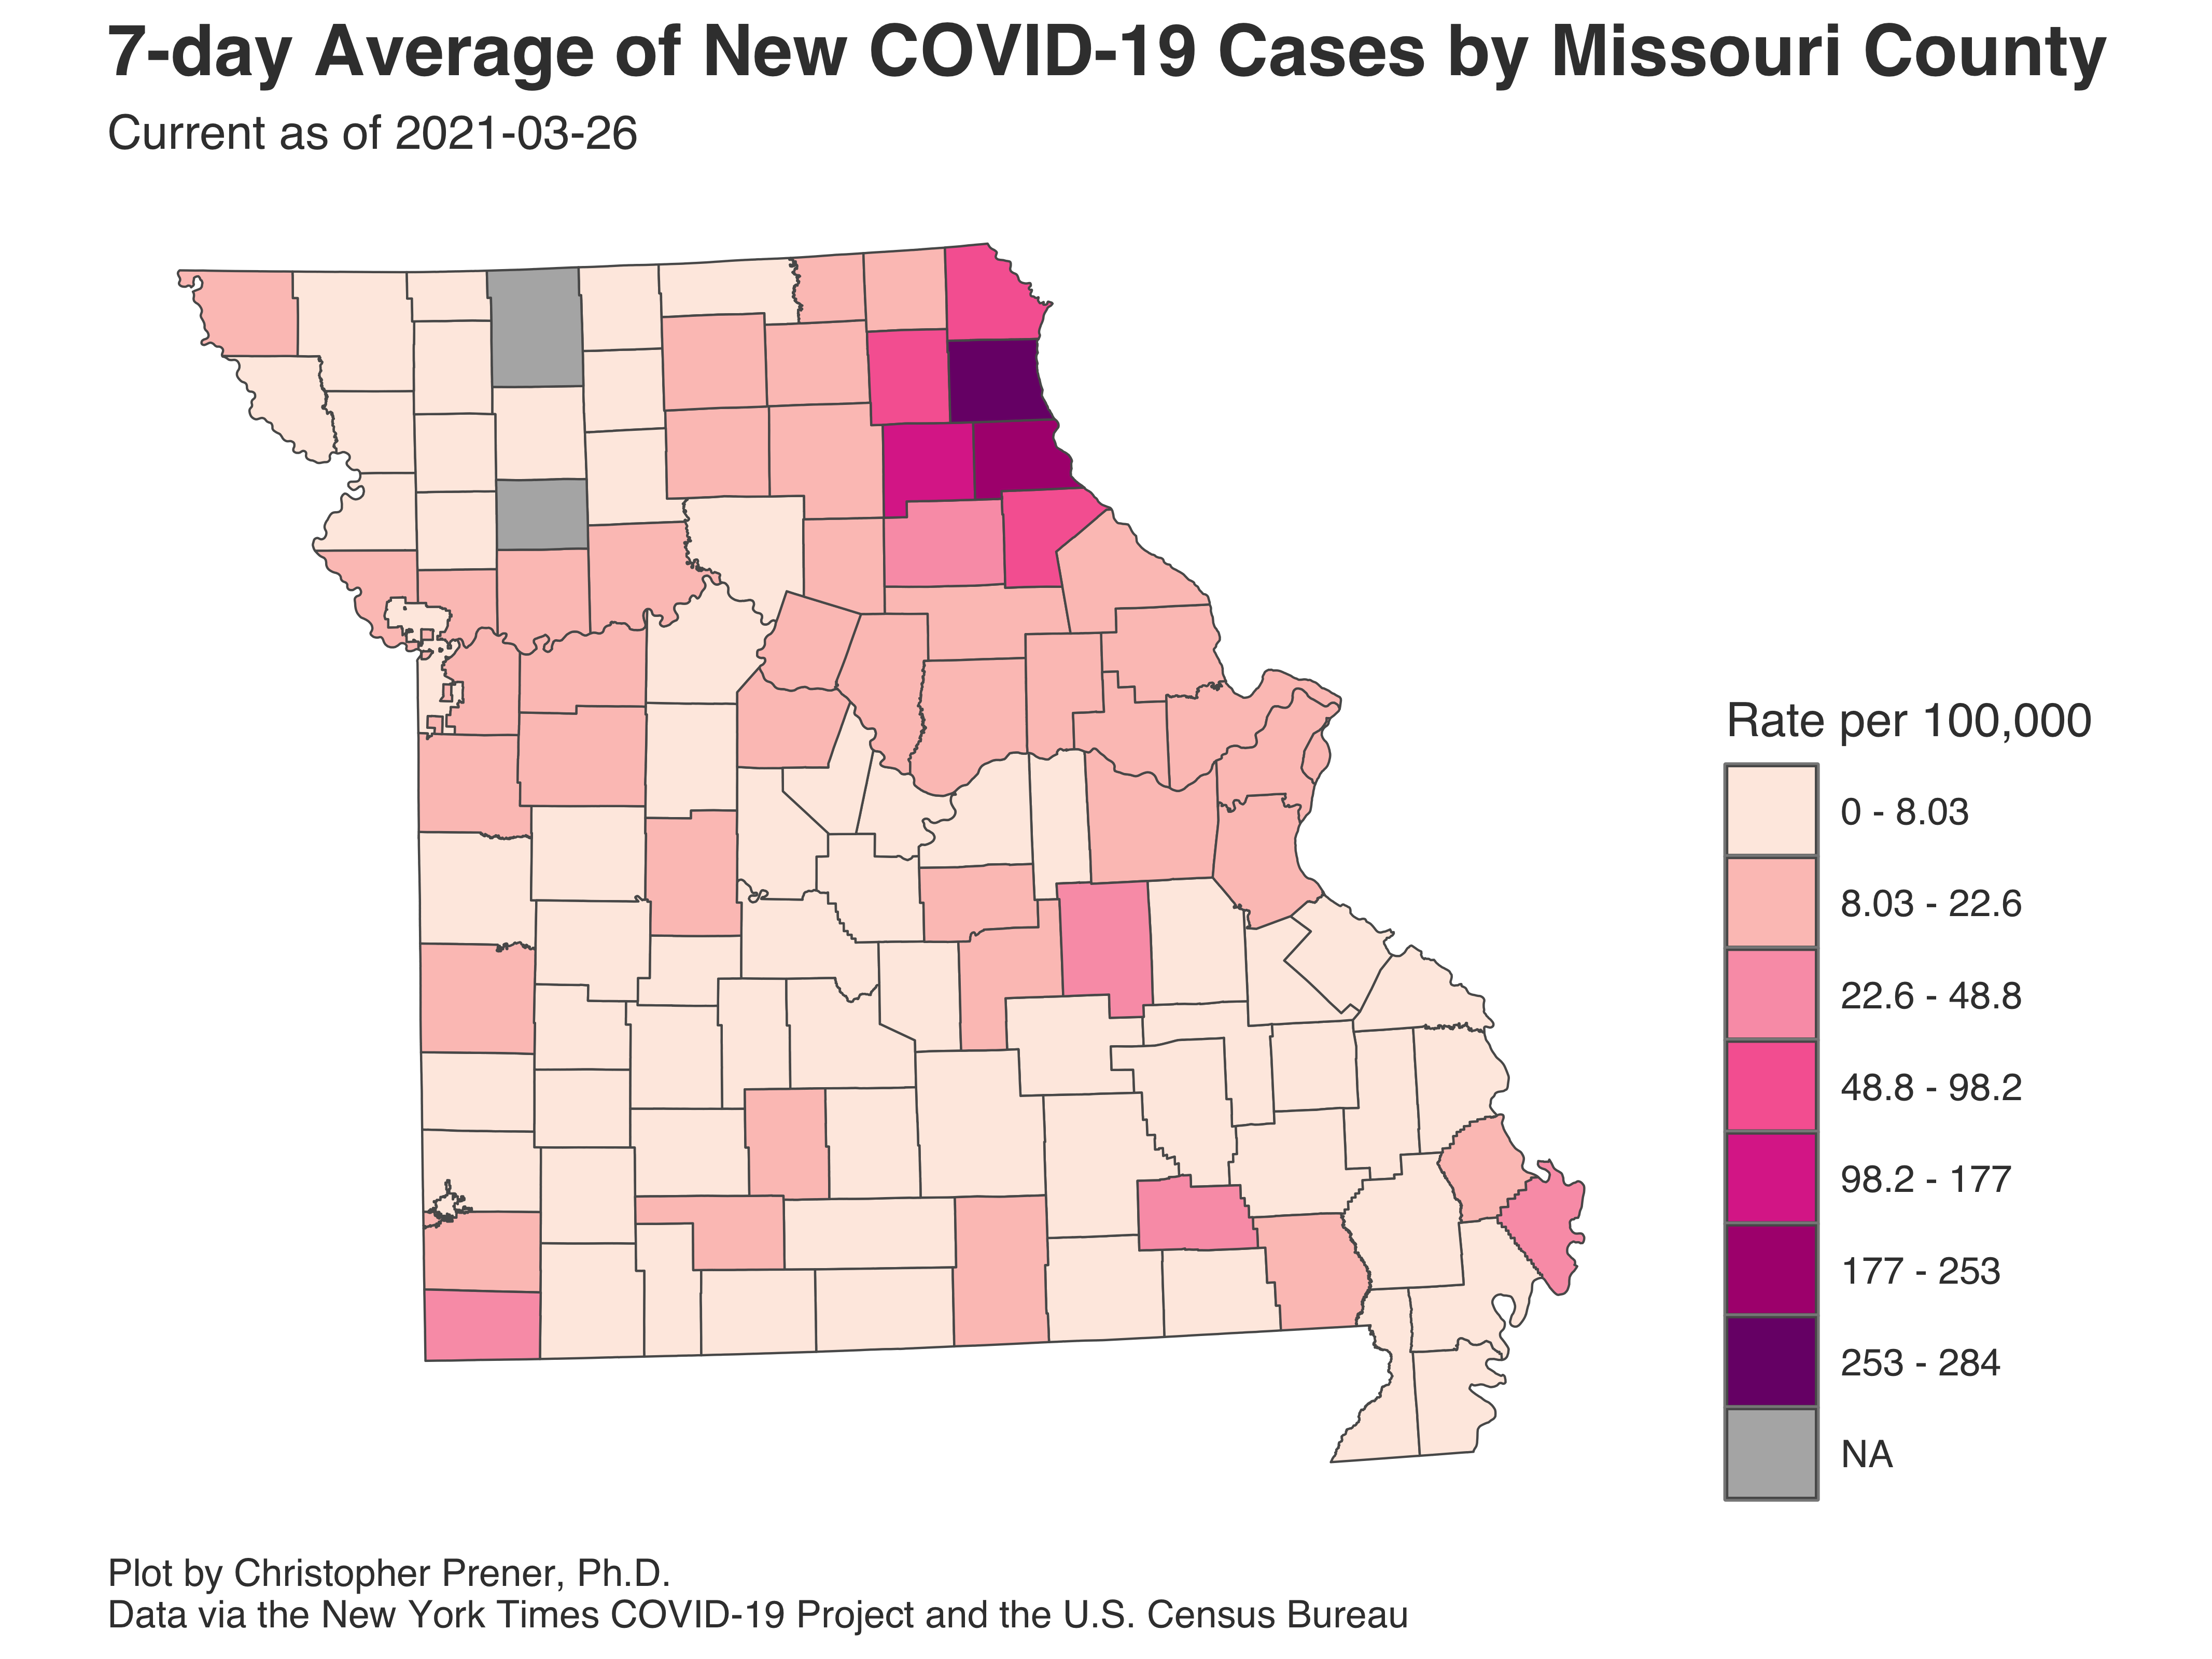 7-day Average of New COVID-19 Cases by Missouri County
Current as of 2021-03-26
Rate per 100,000
0 - 8.03
8.03 - 22.6
22.6 - 48.8
48.8 - 98.2
98.2 - 177
177 - 253
253 - 284
NA
Plot by Christopher Prener, Ph.D.
Data via the New York Times COVID-19 Project and the U.S. Census Bureau